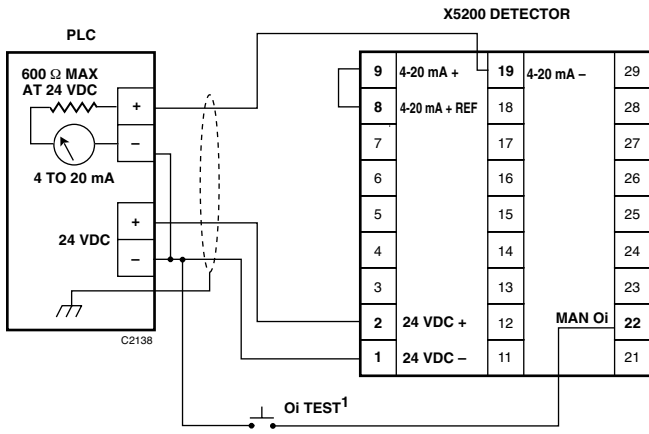 X5200 DETECTOR
PLC
600 Ω MAX
AT 24 VDC
+
–
4 TO 20 mA
24 VDC
+
–
C2138
9 4-20 mA + 19 4-20 mA – 29
8 4-20 mA + REF 18 28
7 17 27
6 16 26
5 15 25
4 14 24
3 13 23
2 24 VDC + 12 MAN Oi 22
1 24 VDC – 11 21
Oi TEST1